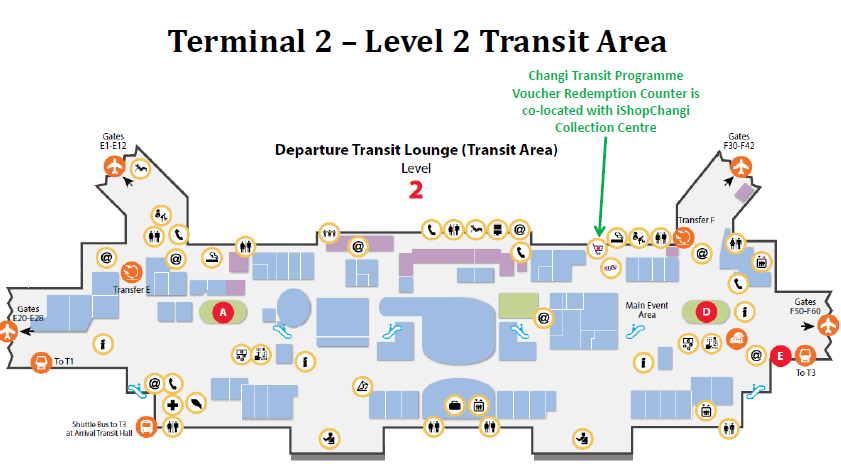 Terminal 2 – Level 2 Transit Area
Changi Transit Programme
Voucher Redemption Counter is
co-located with iShopChangi
Collection Centre
Gates
E1-E12
Departure Transit Lounge (Transit Area)
Level
2
Gates
F30-F42
Transfer F
Transfer E
Gates
E20-E28
A
Main Event
Area
D
Gates
F50-F60
To T1
E
To T3
Shuttle Bus to T3
at Arrival Transit Hall